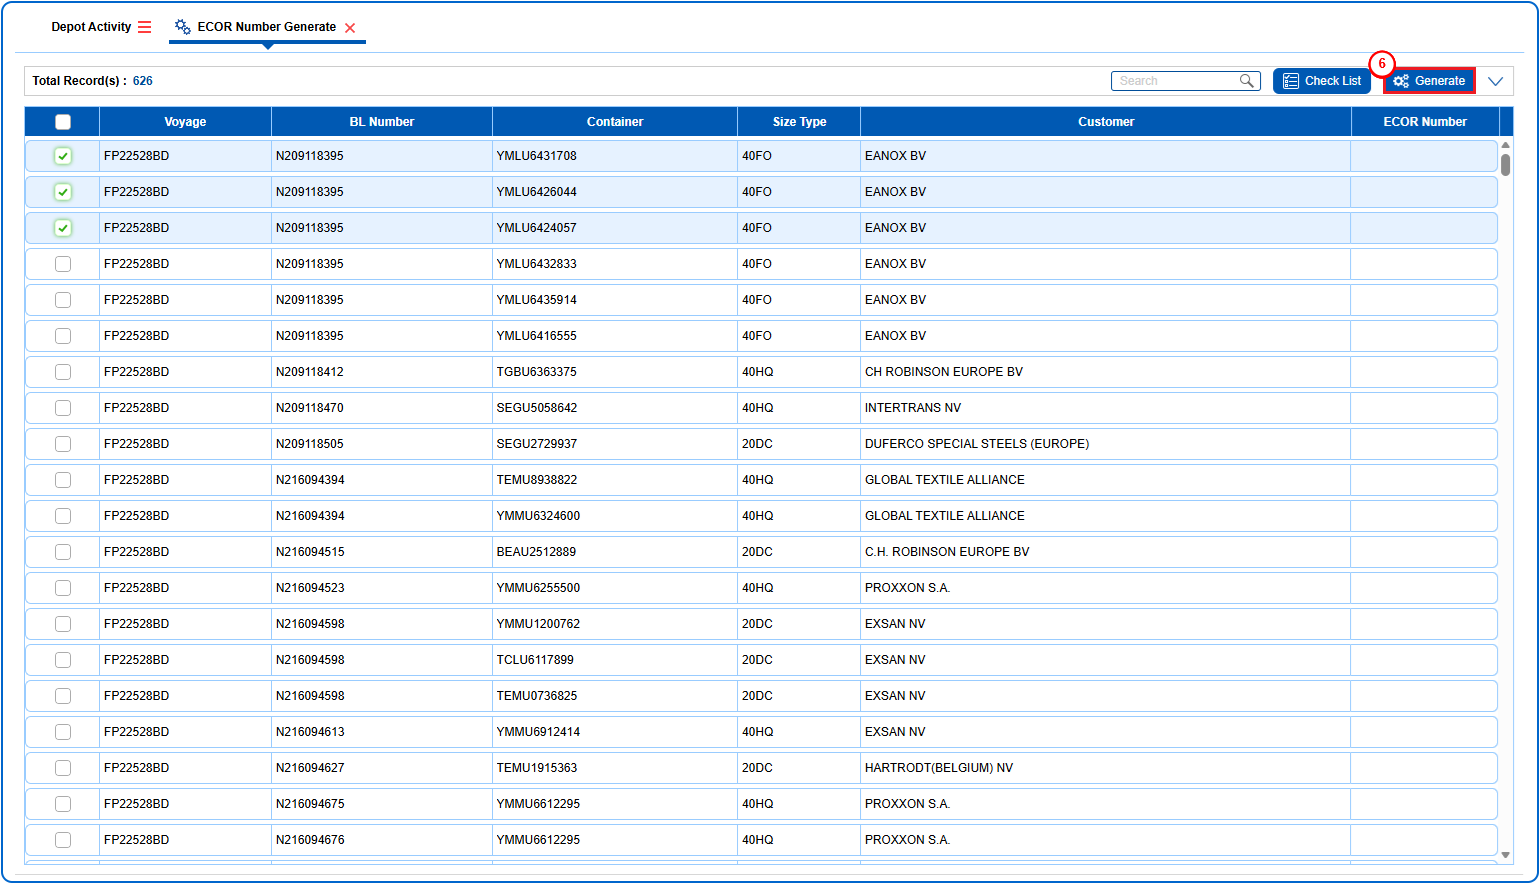 Depot Activity ECOR Number Generate
Total Record(s) : 626 Search Check List 6 Generate
Voyage BL Number Container Size Type Customer ECOR Number
FP22528BD N209118395 YMLU6431708 40FO EANOX BV
FP22528BD N209118395 YMLU6426044 40FO EANOX BV
FP22528BD N209118395 YMLU6424057 40FO EANOX BV
FP22528BD N209118395 YMLU6432833 40FO EANOX BV
FP22528BD N209118395 YMLU6435914 40FO EANOX BV
FP22528BD N209118395 YMLU6416555 40FO EANOX BV
FP22528BD N209118412 TGBU6363375 40HQ CH ROBINSON EUROPE BV
FP22528BD N209118470 SEGU5058642 40HQ INTERTRANS NV
FP22528BD N209118505 SEGU2729937 20DC DUFERCO SPECIAL STEELS (EUROPE)
FP22528BD N216094394 TEMU8938822 40HQ GLOBAL TEXTILE ALLIANCE
FP22528BD N216094394 YMMU6324600 40HQ GLOBAL TEXTILE ALLIANCE
FP22528BD N216094515 BEAU2512889 20DC C.H. ROBINSON EUROPE BV
FP22528BD N216094523 YMMU6255500 40HQ PROXXON S.A.
FP22528BD N216094598 YMMU1200762 20DC EXSAN NV
FP22528BD N216094598 TCLU6117899 20DC EXSAN NV
FP22528BD N216094598 TEMU0736825 20DC EXSAN NV
FP22528BD N216094613 YMMU6912414 40HQ EXSAN NV
FP22528BD N216094627 TEMU1915363 20DC HARTRODT(BELGIUM) NV
FP22528BD N216094675 YMMU6612295 40HQ PROXXON S.A.
FP22528BD N216094676 YMMU6612295 40HQ PROXXON S.A.